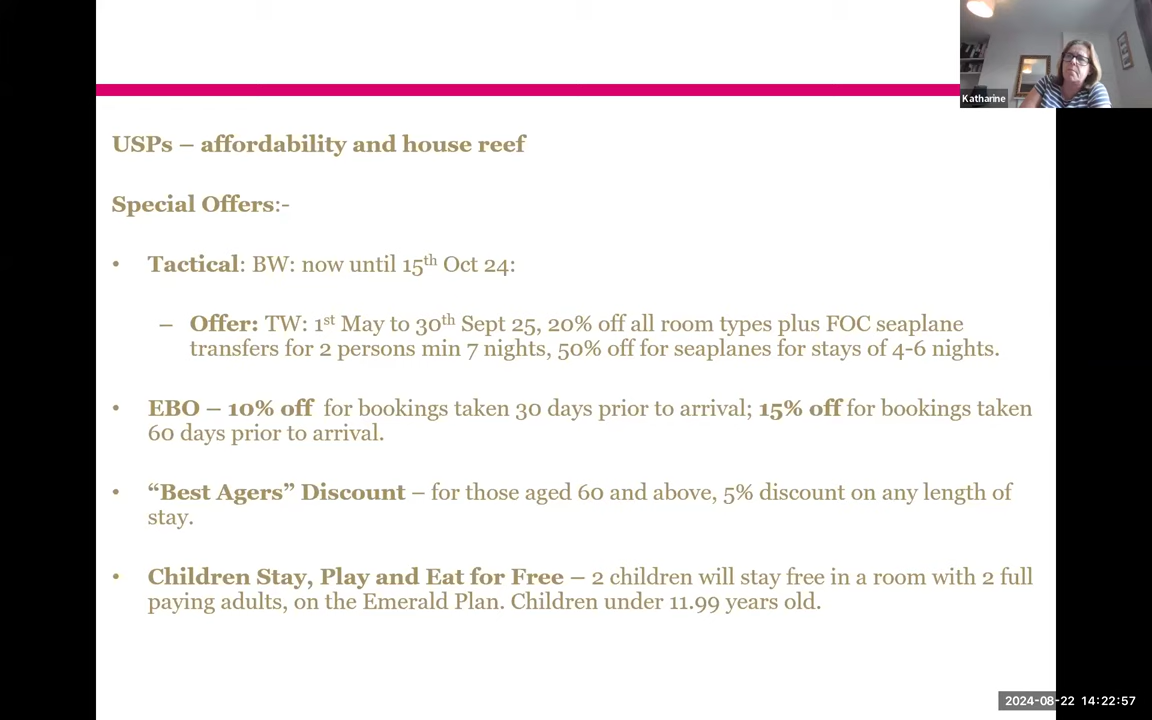 Katharine
USPs – affordability and house reef
Special Offers:-
• Tactical: BW: now until 15th Oct 24:
– Offer: TW: 1st May to 30th Sept 25, 20% off all room types plus FOC seaplane
transfers for 2 persons min 7 nights, 50% off for seaplanes for stays of 4-6 nights.
• EBO – 10% off for bookings taken 30 days prior to arrival; 15% off for bookings taken
60 days prior to arrival.
• “Best Agers” Discount – for those aged 60 and above, 5% discount on any length of
stay.
• Children Stay, Play and Eat for Free – 2 children will stay free in a room with 2 full
paying adults, on the Emerald Plan. Children under 11.99 years old.
2024-08-22 14:22:57